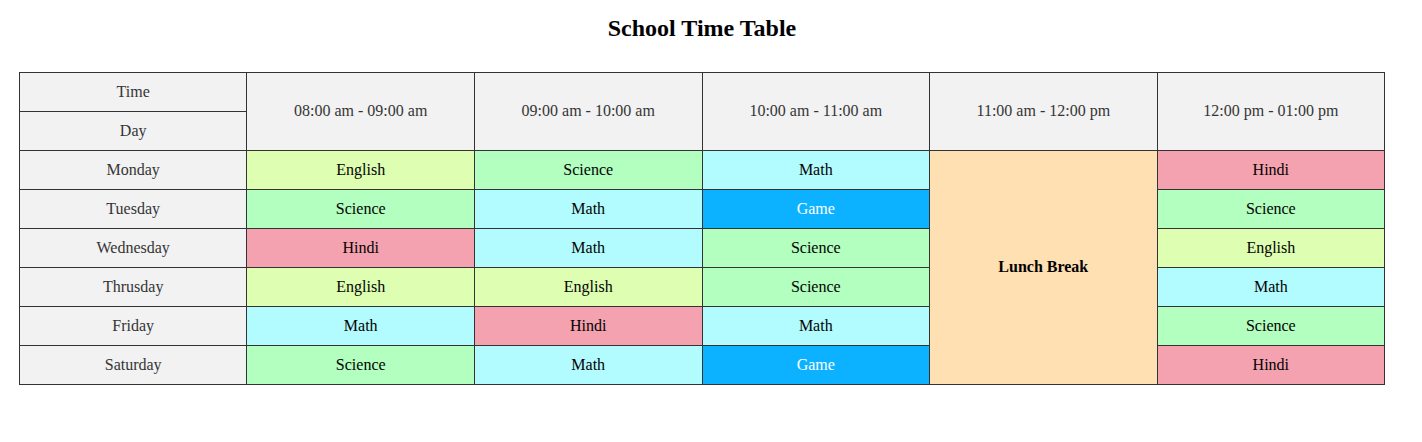 School Time Table
Time
Day
08:00 am - 09:00 am
09:00 am - 10:00 am
10:00 am - 11:00 am
11:00 am - 12:00 pm
12:00 pm - 01:00 pm
Monday English Science Math Hindi
Tuesday Science Math Game Science
Wednesday Hindi Math Science English
Lunch Break
Thrusday English English Science Math
Friday Math Hindi Math Science
Saturday Science Math Game Hindi